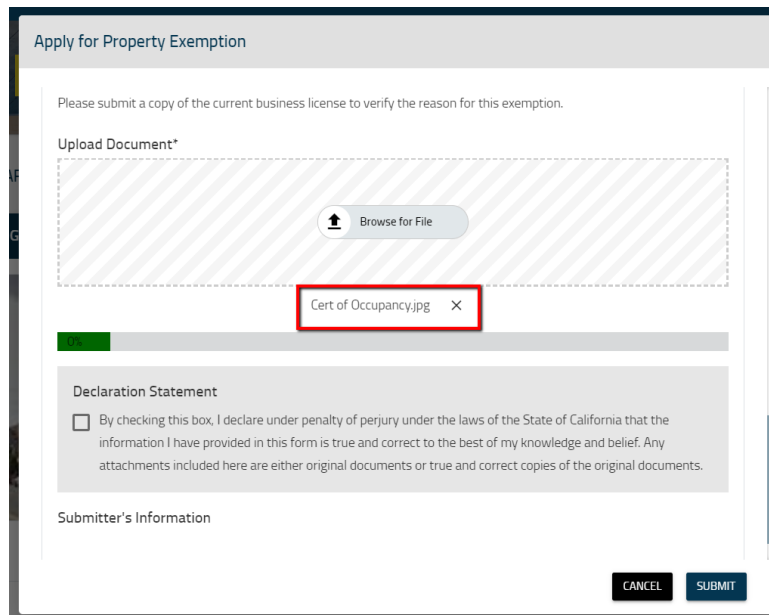 Apply for Property Exemption
Please submit a copy of the current business license to verify the reason for this exemption.
Upload Document*
Browse for File
Cert of Occupancy.jpg
0%
Declaration Statement
By checking this box, I declare under penalty of perjury under the laws of the State of California that the
information I have provided in this form is true and correct to the best of my knowledge and belief. Any
attachments included here are either original documents or true and correct copies of the original documents.
Submitter's Information
CANCEL SUBMIT